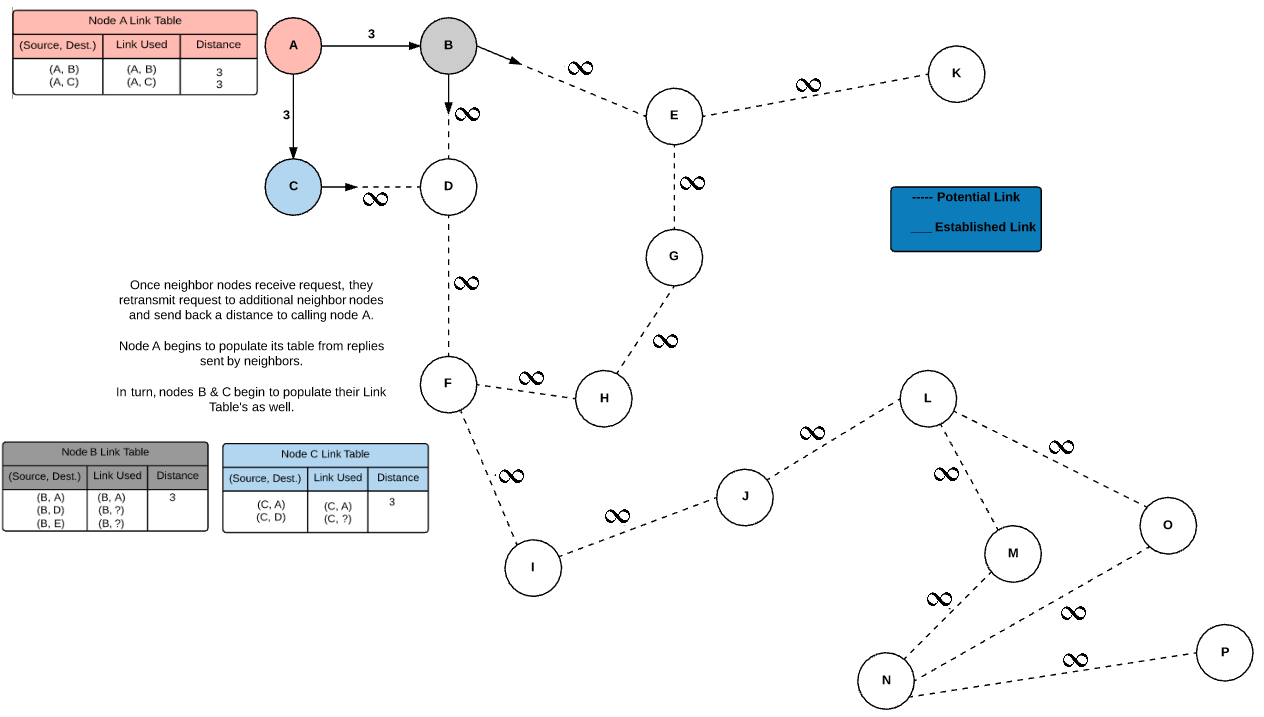 Node A Link Table
(Source, Dest.) Link Used Distance
(A, B) (A, B) 3
(A, C) (A, C) 3
A
3
B
∞
K
∞
E
3
∞
C
∞
D
∞
----- Potential Link
___ Established Link
G
∞
∞
Once neighbor nodes receive request, they
retransmit request to additional neighbor nodes
and send back a distance to calling node A.
Node A begins to populate its table from replies
sent by neighbors.
In turn, nodes B & C begin to populate their Link
Table's as well.
F
∞
H
L
∞
∞
∞
∞
J
∞
I
O
M
∞
∞
∞
N
P
Node B Link Table
(Source, Dest.) Link Used Distance
(B, A) (B, A) 3
(B, D) (B, ?)
(B, E) (B, ?)
Node C Link Table
(Source, Dest.) Link Used Distance
(C, A) (C, A) 3
(C, D) (C, ?)